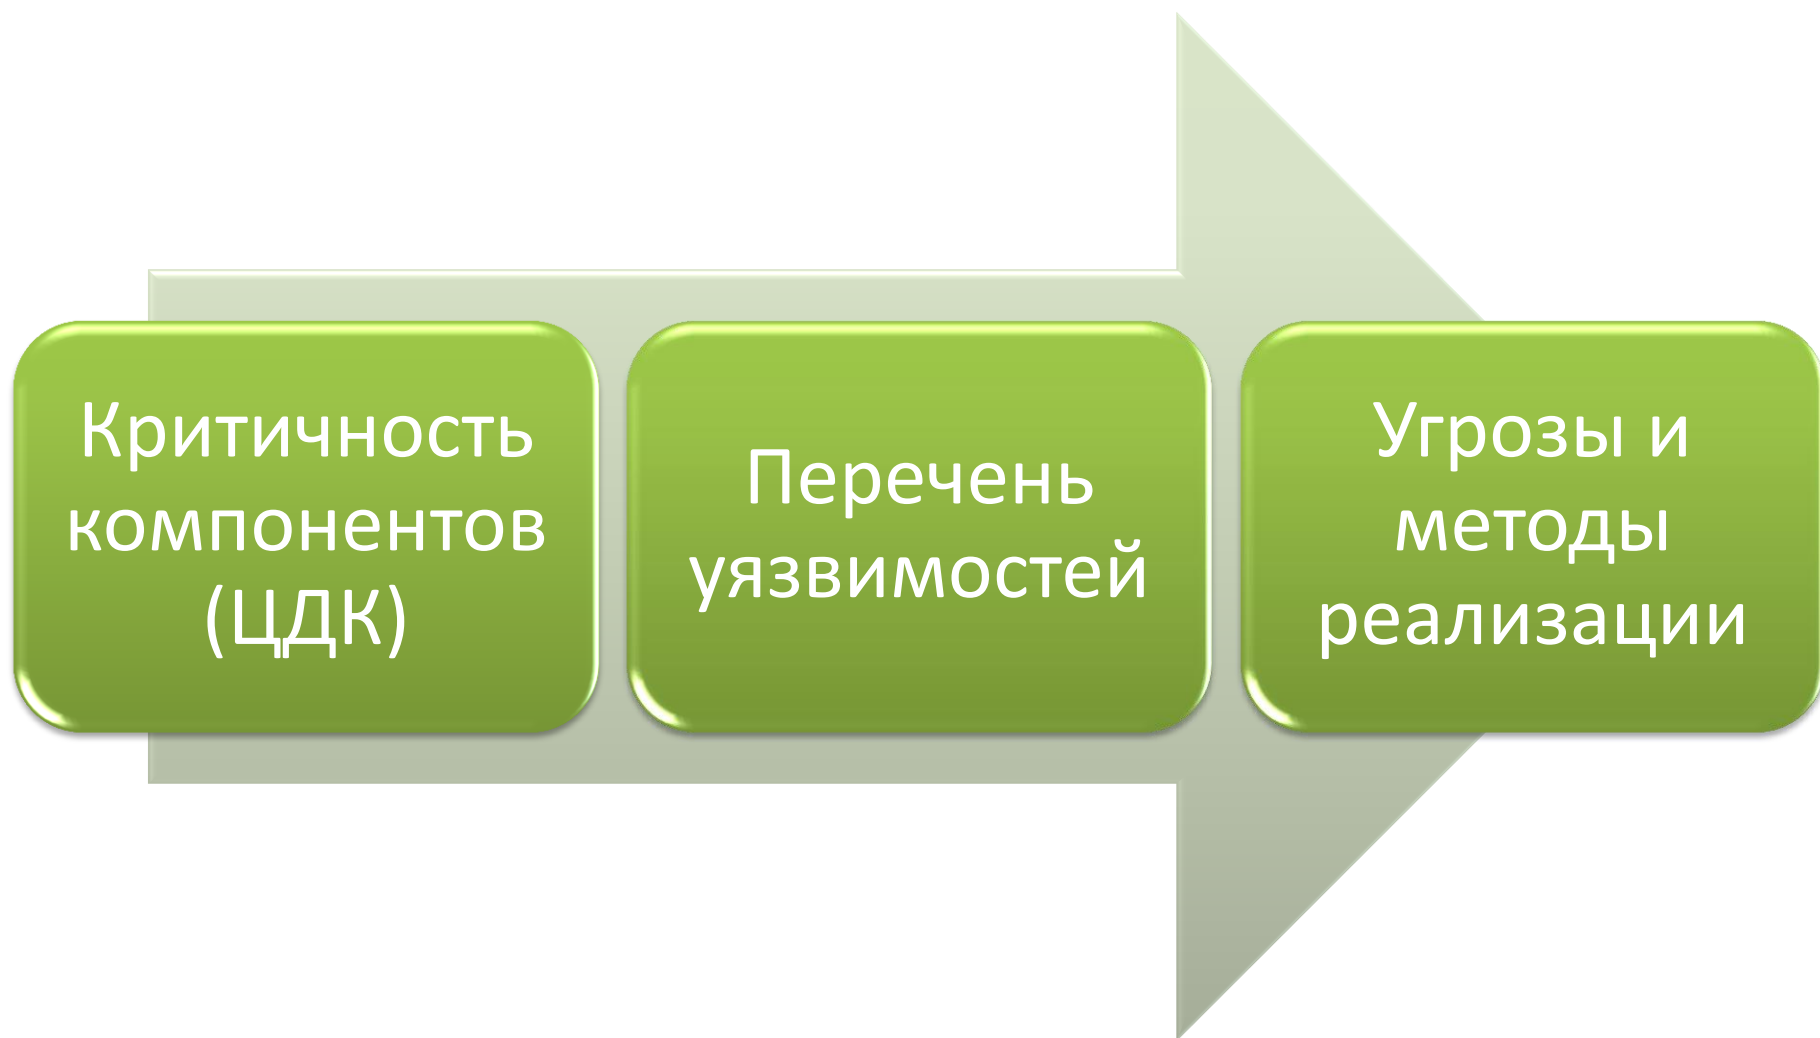 Критичность
компонентов
(ЦДК)
Перечень
уязвимостей
Угрозы и
методы
реализации